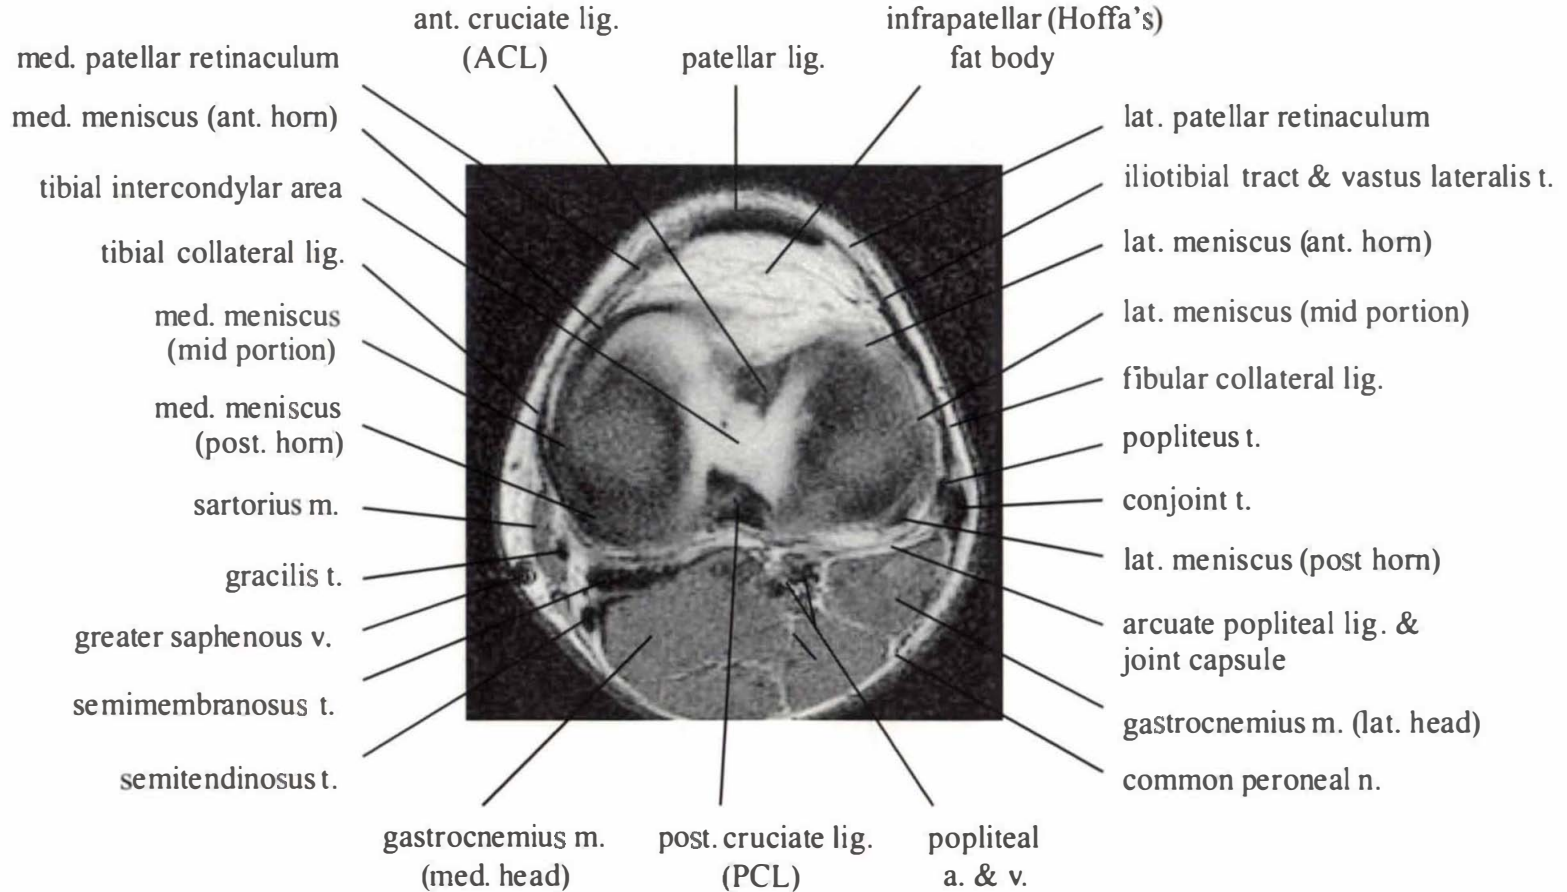 ant. cruciate lig.
(ACL)
patellar lig.
infrapatellar (Hoffa's)
fat body
med. patellar retinaculum
med. meniscus (ant. horn)
tibial intercondylar area
tibial collateral lig.
med. meniscus
(mid portion)
med. meniscus
(post. horn)
sartorius m.
gracilis t.
greater saphenous v.
semimembranosus t.
semitendinosus t.
lat. patellar retinaculum
iliotibial tract & vastus lateralis t.
lat. meniscus (ant. horn)
lat. meniscus (mid portion)
fibular collateral lig.
popliteus t.
conjoint t.
lat. meniscus (post horn)
arcuate popliteal lig. &
joint capsule
gastrocnemius m. (lat. head)
common peroneal n.
gastrocnemius m.
(med. head)
post. cruciate lig.
(PCL)
popliteal
a. & v.